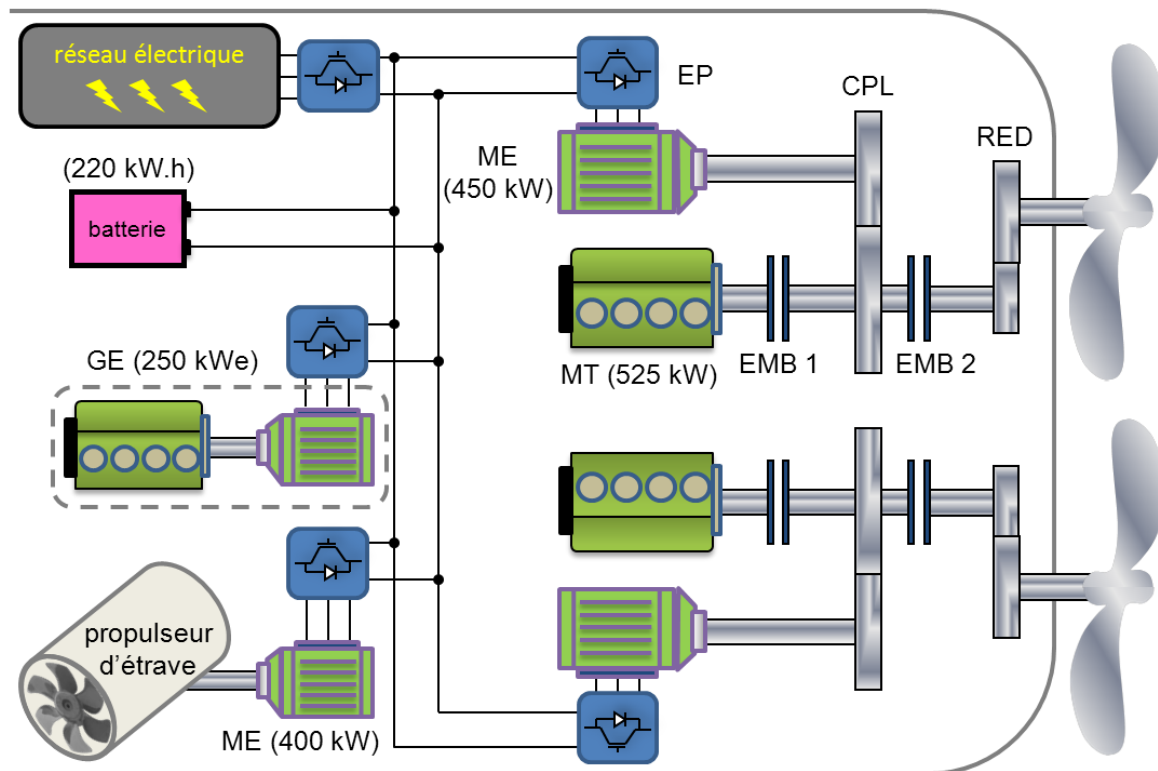 réseau électrique
EP
CPL
RED
(220 kW.h)
ME
(450 kW)
batterie
GE (250 kWe)
MT (525 kW)
EMB 1
EMB 2
propulseur
d'étrave
ME (400 kW)